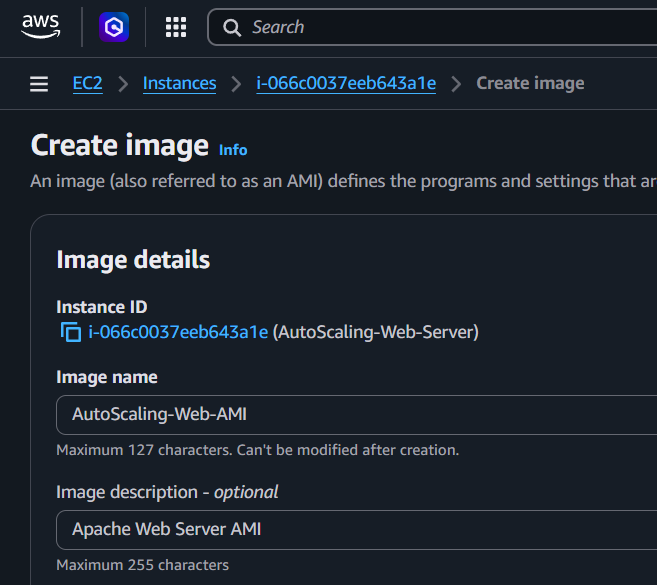 aws
Search
EC2 > Instances > i-066c0037eeb643a1e > Create image
Create image Info
An image (also referred to as an AMI) defines the programs and settings that ar
Image details
Instance ID
i-066c0037eeb643a1e (AutoScaling-Web-Server)
Image name
AutoScaling-Web-AMI
Maximum 127 characters. Can't be modified after creation.
Image description - optional
Apache Web Server AMI
Maximum 255 characters